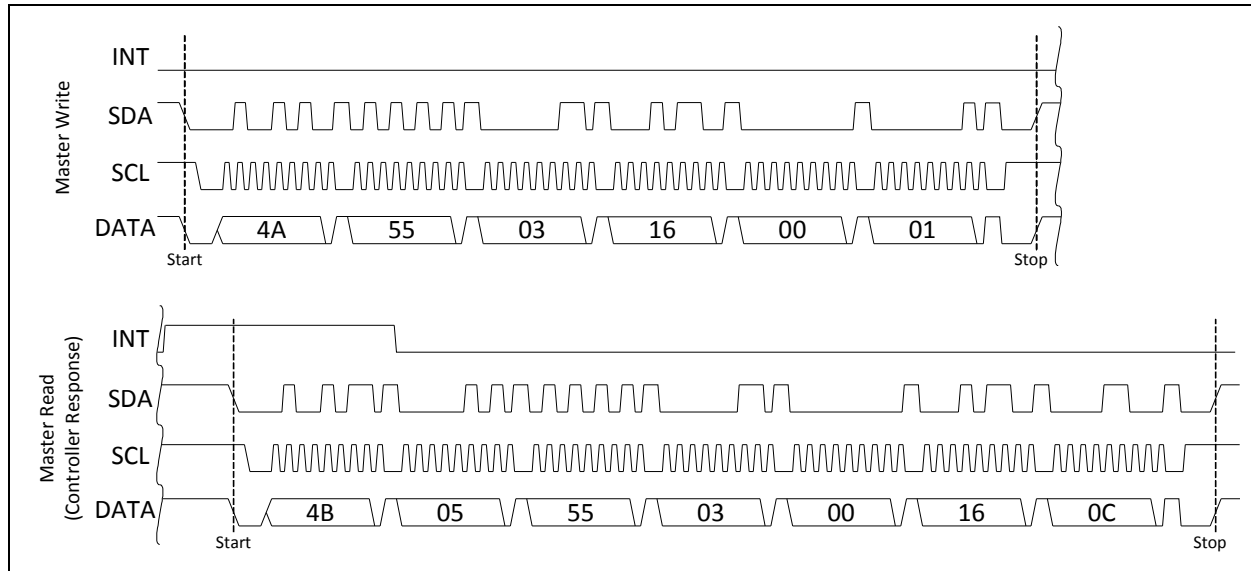 Master Write
INT
SDA
SCL
DATA 4A 55 03 16 00 01
Start Stop
Master Read
(Controller Response)
INT
SDA
SCL
DATA 4B 05 55 03 00 16 0C
Start Stop